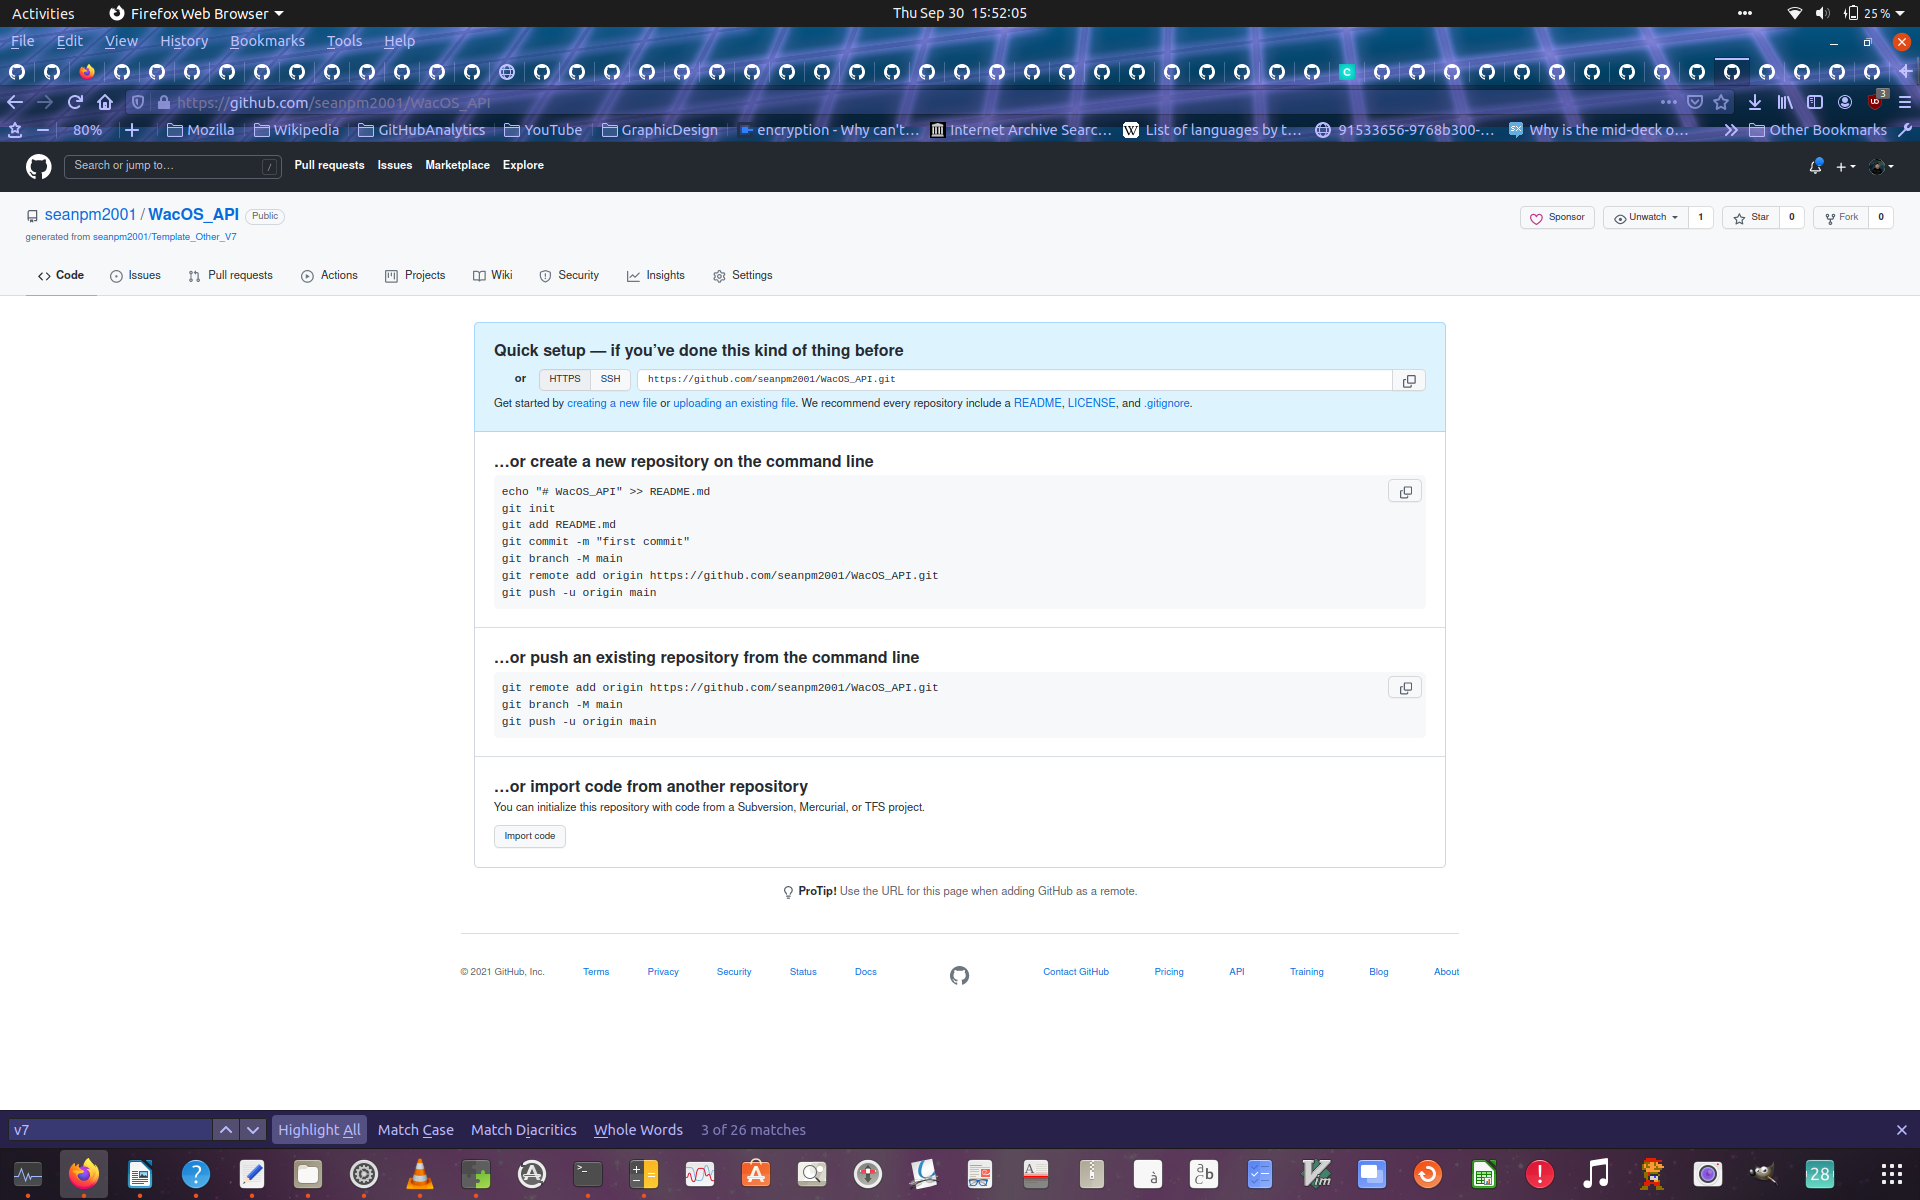 Activities Firefox Web Browser Thu Sep 30 15:52:05 25 %
File Edit View History Bookmarks Tools Help
https://github.com/seanpm2001/WacOS_API 3
80% Mozilla Wikipedia GitHubAnalytics YouTube GraphicDesign encryption - Why can't… Internet Archive Searc… List of languages by t… 91533656-9768b300-… Why is the mid-deck o… Other Bookmarks
Search or jump to… / Pull requests Issues Marketplace Explore
seanpm2001 / WacOS_API Public Sponsor Unwatch 1 Star 0 Fork 0
generated from seanpm2001/Template_Other_V7
Code Issues Pull requests Actions Projects Wiki Security Insights Settings
Quick setup — if you've done this kind of thing before
or HTTPS SSH https://github.com/seanpm2001/WacOS_API.git
Get started by creating a new file or uploading an existing file. We recommend every repository include a README, LICENSE, and .gitignore.
…or create a new repository on the command line
echo "# WacOS_API" >> README.md
git init
git add README.md
git commit -m "first commit"
git branch -M main
git remote add origin https://github.com/seanpm2001/WacOS_API.git
git push -u origin main
…or push an existing repository from the command line
git remote add origin https://github.com/seanpm2001/WacOS_API.git
git branch -M main
git push -u origin main
…or import code from another repository
You can initialize this repository with code from a Subversion, Mercurial, or TFS project.
Import code
ProTip! Use the URL for this page when adding GitHub as a remote.
© 2021 GitHub, Inc. Terms Privacy Security Status Docs Contact GitHub Pricing API Training Blog About
v7 Highlight All Match Case Match Diacritics Whole Words 3 of 26 matches
28